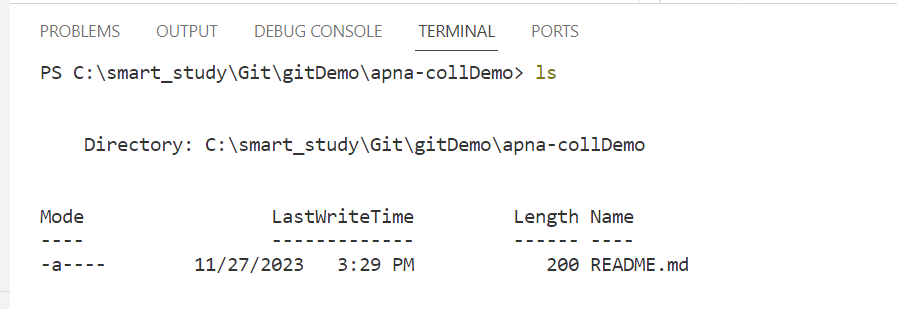 PROBLEMS OUTPUT DEBUG CONSOLE TERMINAL PORTS
PS C:\smart_study\Git\gitDemo\apna-collDemo> ls
Directory: C:\smart_study\Git\gitDemo\apna-collDemo
Mode LastWriteTime Length Name
---- ------------- ------ ----
-a---- 11/27/2023 3:29 PM 200 README.md